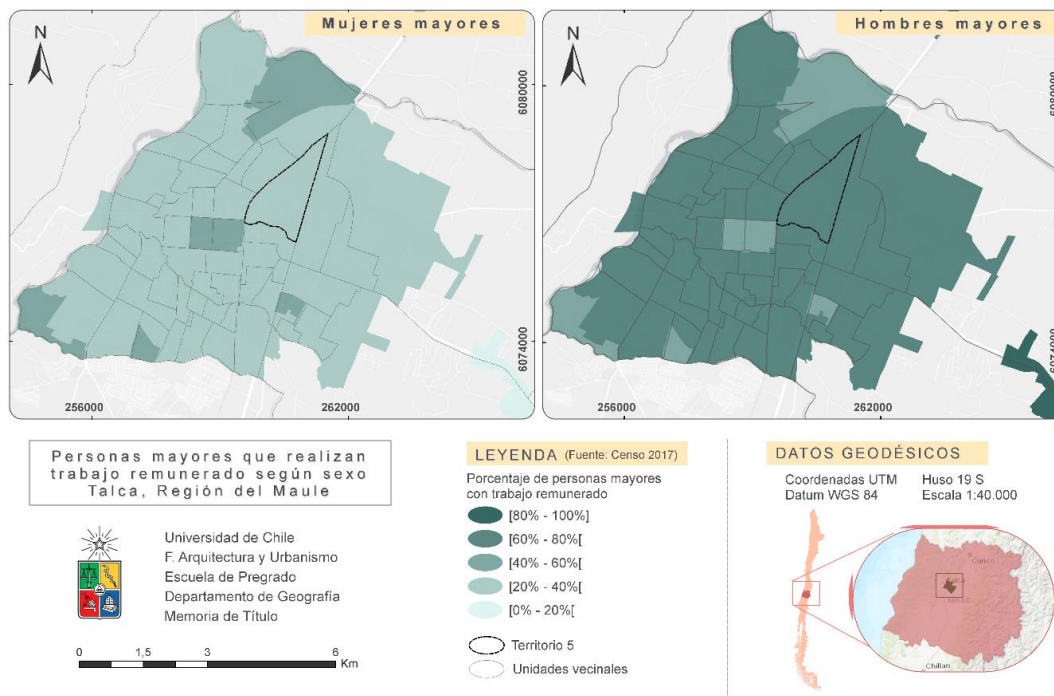 Mujeres mayores
N
6080000
6074000
256000
262000
Hombres mayores
N
6080000
6074000
256000
262000
Personas mayores que realizan
trabajo remunerado según sexo
Talca, Región del Maule
Universidad de Chile
F. Arquitectura y Urbanismo
Escuela de Pregrado
Departamento de Geografía
Memoria de Título
0 1,5 3 6
Km
LEYENDA (Fuente: Censo 2017)
Porcentaje de personas mayores
con trabajo remunerado
[80% - 100%]
[60% - 80%[
[40% - 60%[
[20% - 40%[
[0% - 20%[
Territorio 5
Unidades vecinales
DATOS GEODÉSICOS
Coordenadas UTM Huso 19 S
Datum WGS 84 Escala 1:40.000
Chillan